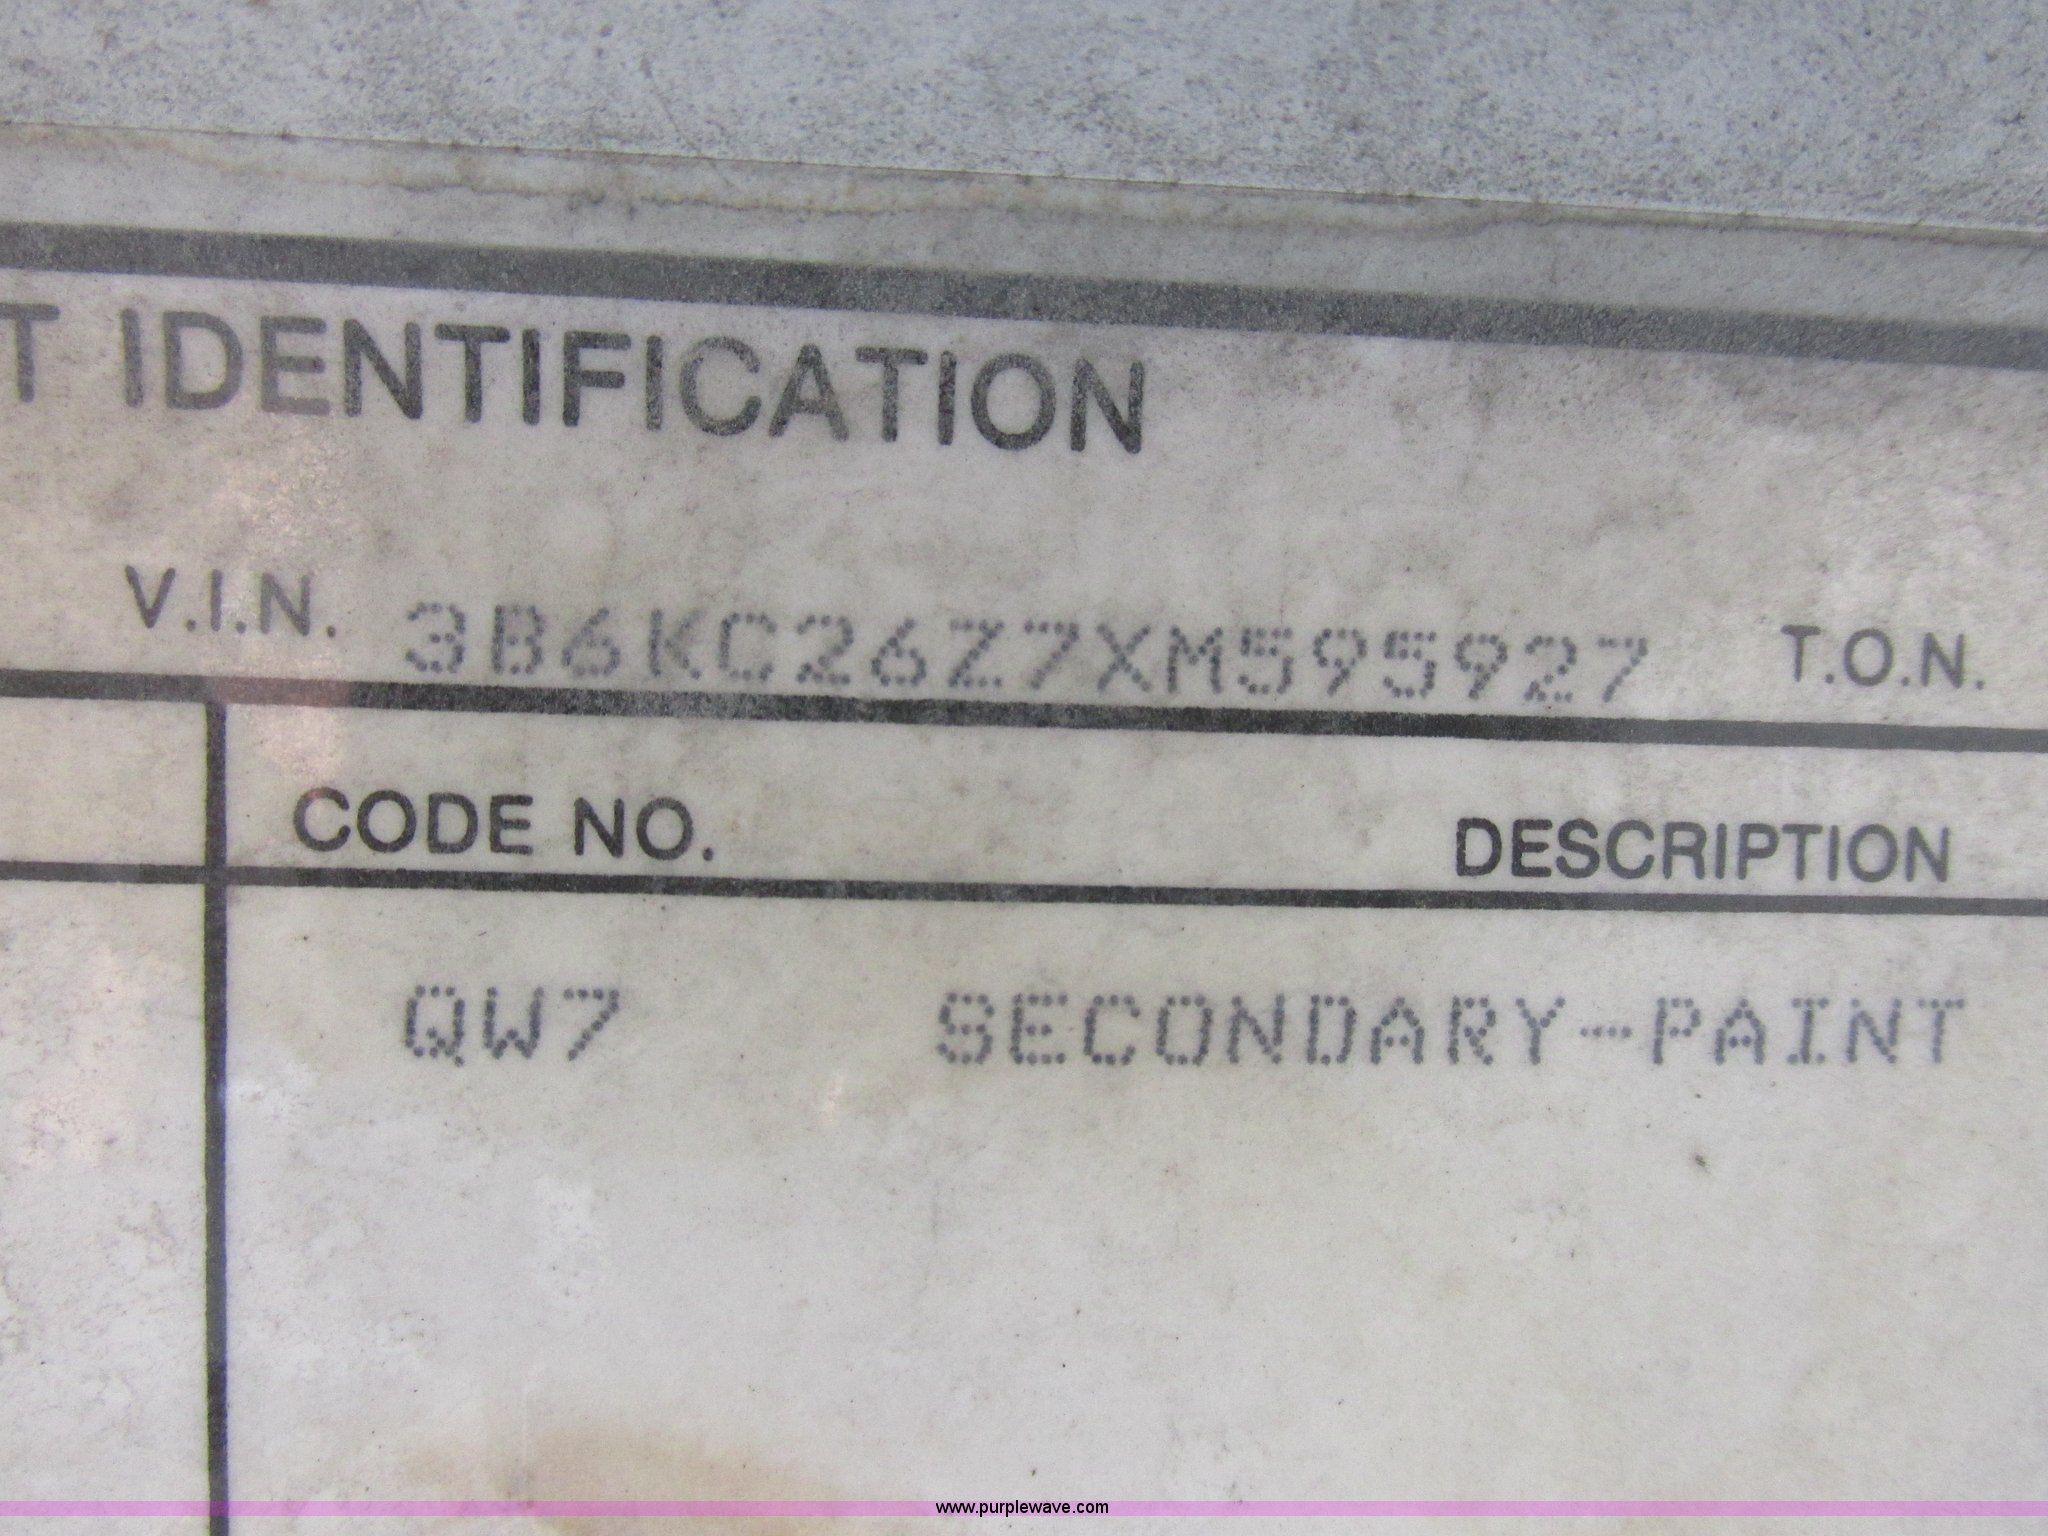 T IDENTIFICATION
V.I.N. 3B6KC26Z7XM595927 T.O.N.
CODE NO. DESCRIPTION
QW7 SECONDARY-PAINT
www.purplewave.com